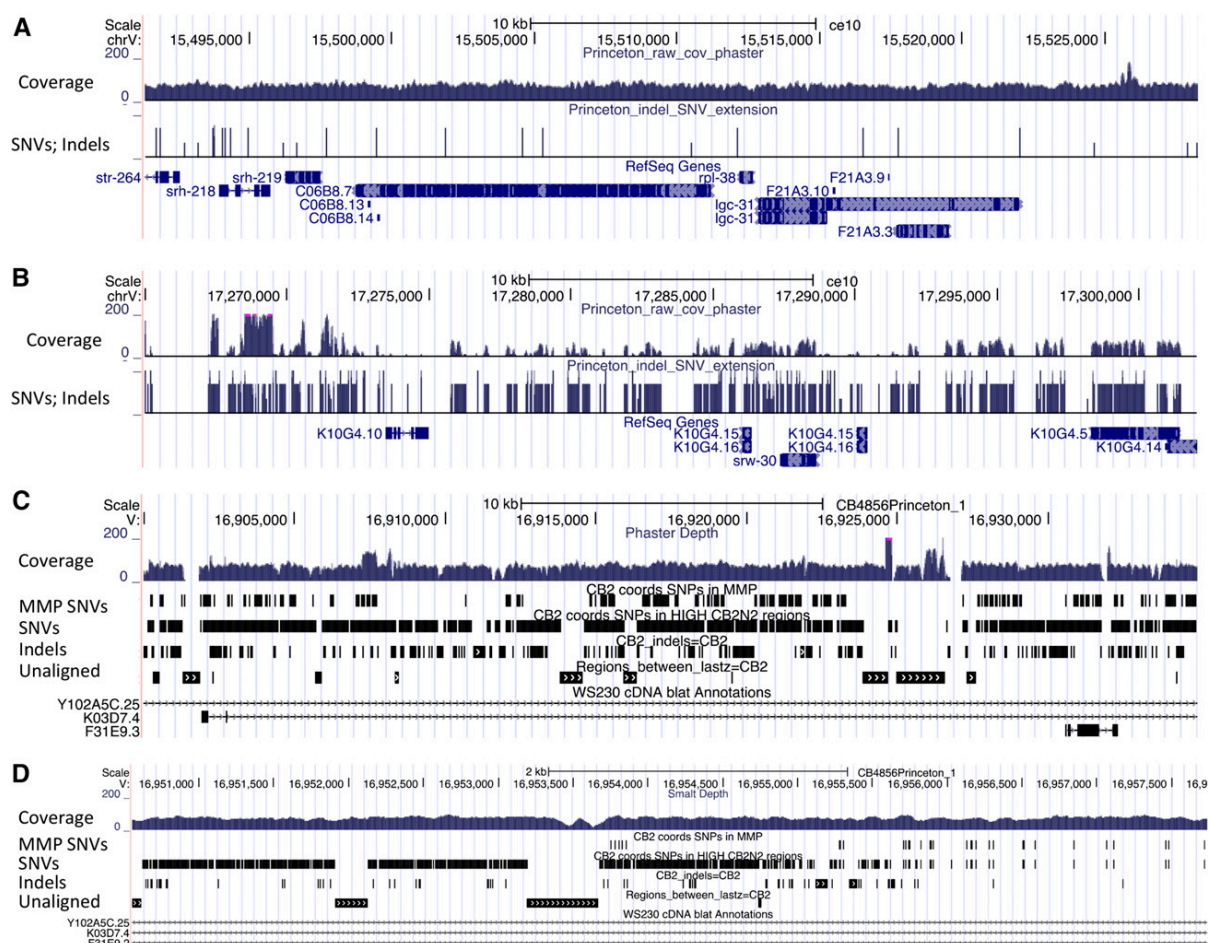 A
Scale 10 kb ce10
chrV: 15,495,000 15,500,000 15,505,000 15,510,000 15,515,000 15,520,000 15,525,000
200 Princeton_raw_cov_phaster
Coverage
0
Princeton_indel_SNV_extension
SNVs; Indels
RefSeq Genes
str-264 srh-219 rpl-38 F21A3.9
srh-218 C06B8.7 F21A3.10
C06B8.13 lgc-31
C06B8.14 lgc-31
F21A3.3
B
Scale 10 kb ce10
chrV: 17,270,000 17,275,000 17,280,000 17,285,000 17,290,000 17,295,000 17,300,000
200 Princeton_raw_cov_phaster
Coverage
0
Princeton_indel_SNV_extension
SNVs; Indels
RefSeq Genes
K10G4.10 K10G4.15 K10G4.15 K10G4.5
K10G4.16 K10G4.16 K10G4.14
srw-30
C
Scale 10 kb CB4856Princeton_1
V: 16,905,000 16,910,000 16,915,000 16,920,000 16,925,000 16,930,000
200 Phaster Depth
Coverage
0
CB2 coords SNPs in MMP
MMP SNVs
CB2 coords SNPs in HIGH CB2N2 regions
SNVs
CB2_indels=CB2
Indels
Regions_between_lastz=CB2
Unaligned
WS230 cDNA blat Annotations
Y102A5C.25
K03D7.4
F31E9.3
D
Scale 2 kb CB4856Princeton_1
V: 16,951,000 16,951,500 16,952,000 16,952,500 16,953,000 16,953,500 16,954,000 16,954,500 16,955,000 16,955,500 16,956,000 16,956,500 16,957,000 16,957,500 16,9
200 Smalt Depth
Coverage
0
CB2 coords SNPs in MMP
MMP SNVs
CB2 coords SNPs in HIGH CB2N2 regions
SNVs
CB2_indels=CB2
Indels
Regions_between_lastz=CB2
Unaligned
WS230 cDNA blat Annotations
Y102A5C.25
K03D7.4